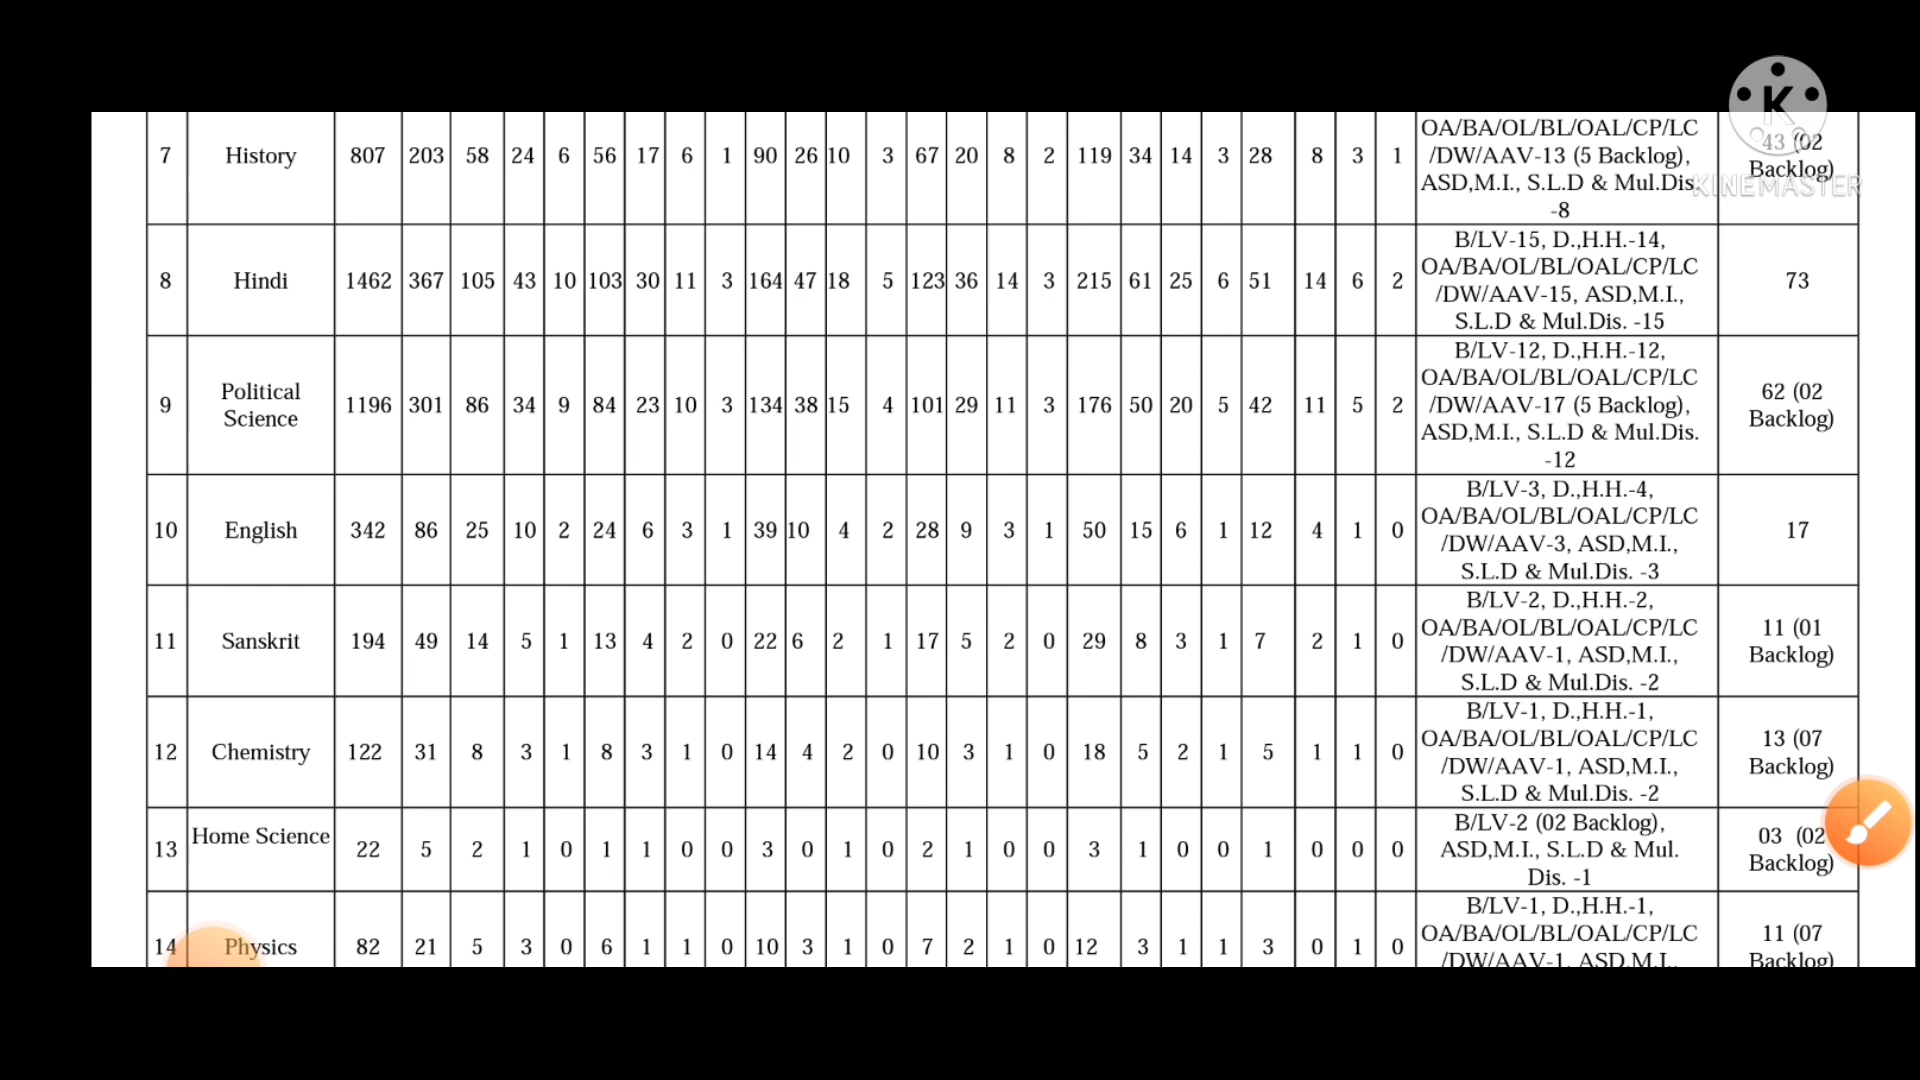 K
KINEMASTER
7 History 807 203 58 24 6 56 17 6 1 90 26 10 3 67 20 8 2 119 34 14 3 28 8 3 1
OA/BA/OL/BL/OAL/CP/LC
/DW/AAV-13 (5 Backlog),
ASD,M.I., S.L.D & Mul.Dis.
-8
43 (02
Backlog)
8 Hindi 1462 367 105 43 10 103 30 11 3 164 47 18 5 123 36 14 3 215 61 25 6 51 14 6 2
B/LV-15, D.,H.H.-14,
OA/BA/OL/BL/OAL/CP/LC
/DW/AAV-15, ASD,M.I.,
S.L.D & Mul.Dis. -15
73
9 Political
Science
1196 301 86 34 9 84 23 10 3 134 38 15 4 101 29 11 3 176 50 20 5 42 11 5 2
B/LV-12, D.,H.H.-12,
OA/BA/OL/BL/OAL/CP/LC
/DW/AAV-17 (5 Backlog),
ASD,M.I., S.L.D & Mul.Dis.
-12
62 (02
Backlog)
10 English 342 86 25 10 2 24 6 3 1 39 10 4 2 28 9 3 1 50 15 6 1 12 4 1 0
B/LV-3, D.,H.H.-4,
OA/BA/OL/BL/OAL/CP/LC
/DW/AAV-3, ASD,M.I.,
S.L.D & Mul.Dis. -3
17
11 Sanskrit 194 49 14 5 1 13 4 2 0 22 6 2 1 17 5 2 0 29 8 3 1 7 2 1 0
B/LV-2, D.,H.H.-2,
OA/BA/OL/BL/OAL/CP/LC
/DW/AAV-1, ASD,M.I.,
S.L.D & Mul.Dis. -2
11 (01
Backlog)
12 Chemistry 122 31 8 3 1 8 3 1 0 14 4 2 0 10 3 1 0 18 5 2 1 5 1 1 0
B/LV-1, D.,H.H.-1,
OA/BA/OL/BL/OAL/CP/LC
/DW/AAV-1, ASD,M.I.,
S.L.D & Mul.Dis. -2
13 (07
Backlog)
13 Home Science 22 5 2 1 0 1 1 0 0 3 0 1 0 2 1 0 0 3 1 0 0 1 0 0 0
B/LV-2 (02 Backlog),
ASD,M.I., S.L.D & Mul.
Dis. -1
03 (02
Backlog)
14 Physics 82 21 5 3 0 6 1 1 0 10 3 1 0 7 2 1 0 12 3 1 1 3 0 1 0
B/LV-1, D.,H.H.-1,
OA/BA/OL/BL/OAL/CP/LC
/DW/AAV-1, ASD,M.I.,
11 (07
Backlog)